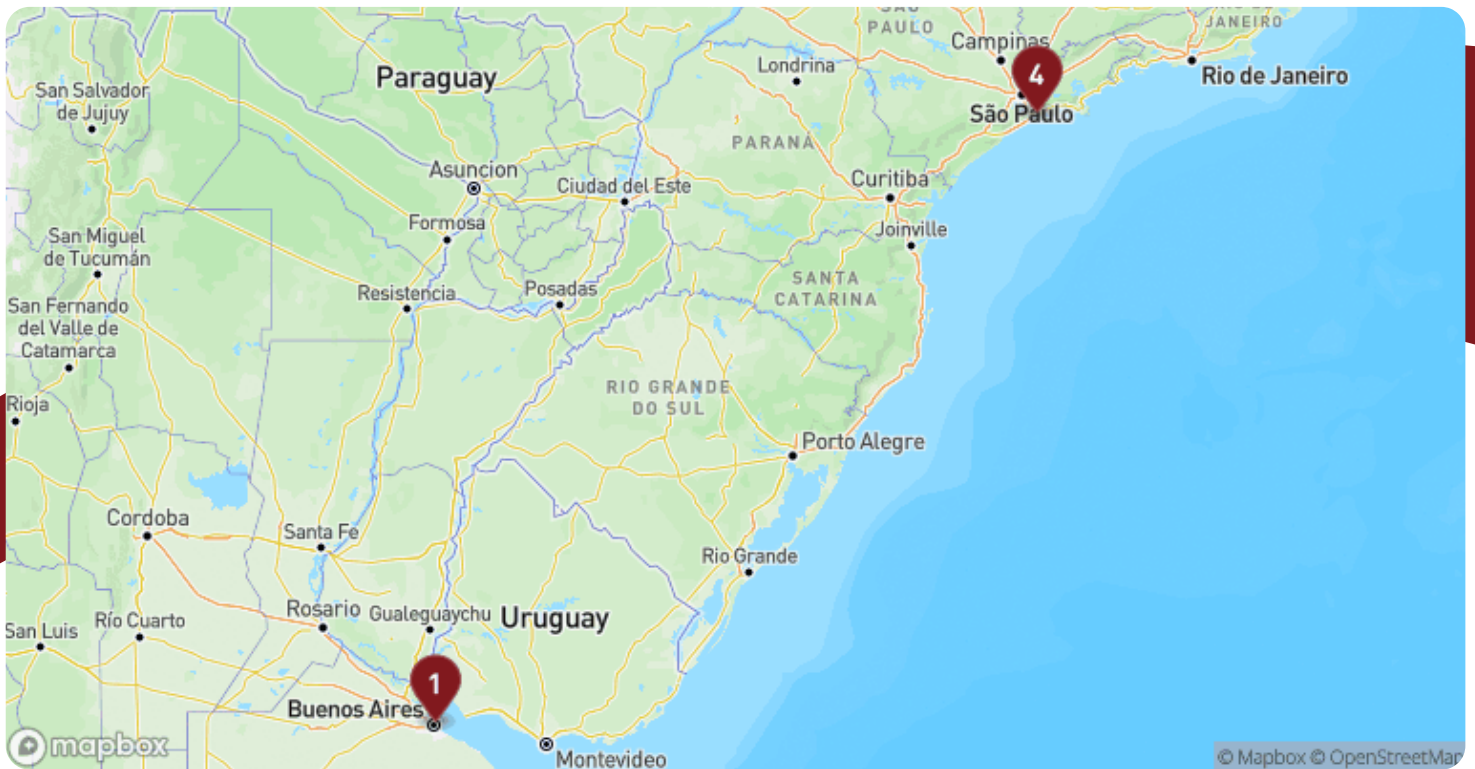 SÃO
PAULO
RIO DE
JANEIRO
Campinas
Londrina
4
Rio de Janeiro
Paraguay
San Salvador
de Jujuy
São Paulo
PARANÁ
Asuncion
Ciudad del Este
Curitiba
Formosa
Joinville
San Miguel
de Tucumán
SANTA
CATARINA
Resistencia
Posadas
San Fernando
del Valle de
Catamarca
RIO GRANDE
DO SUL
Rioja
Porto Alegre
Cordoba
Santa Fe
Rio Grande
Rosario
Gualeguaychu
Uruguay
Río Cuarto
San Luis
1
Buenos Aires
Montevideo
mapbox
© Mapbox © OpenStreetMap